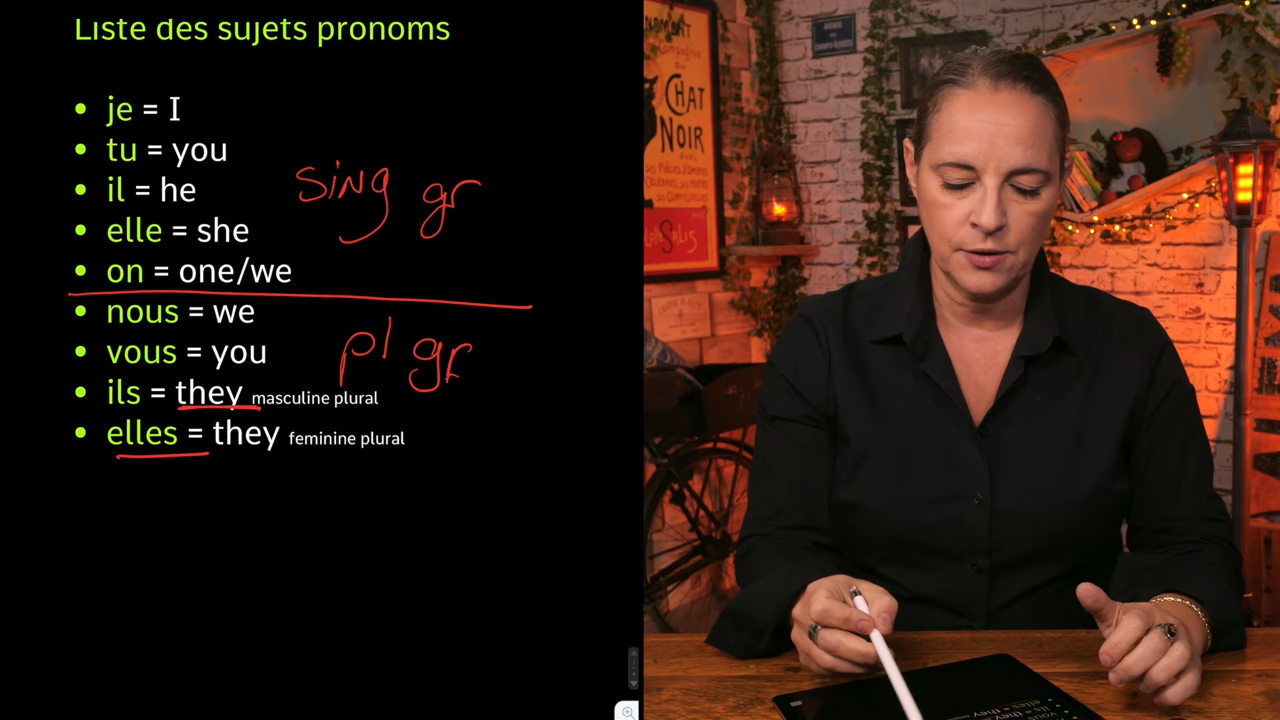 Liste des sujets pronoms
• je = I
• tu = you
• il = he
• elle = she
• on = one/we
sing gr
• nous = we
• vous = you
• ils = they masculine plural
• elles = they feminine plural
pl gr
CHAT
NOIR
AVENUE